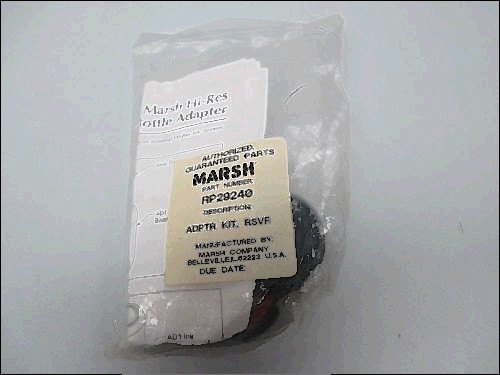 Marsh Hi-Res
Bottle Adapter
AUTHORIZED
GUARANTEED PARTS
MARSH
PART NUMBER
RP29240
DESCRIPTION
ADPTR KIT, RSVR
MANUFACTURED BY:
MARSH COMPANY
BELLEVILLE,IL.62222 U.S.A.
DUE DATE: